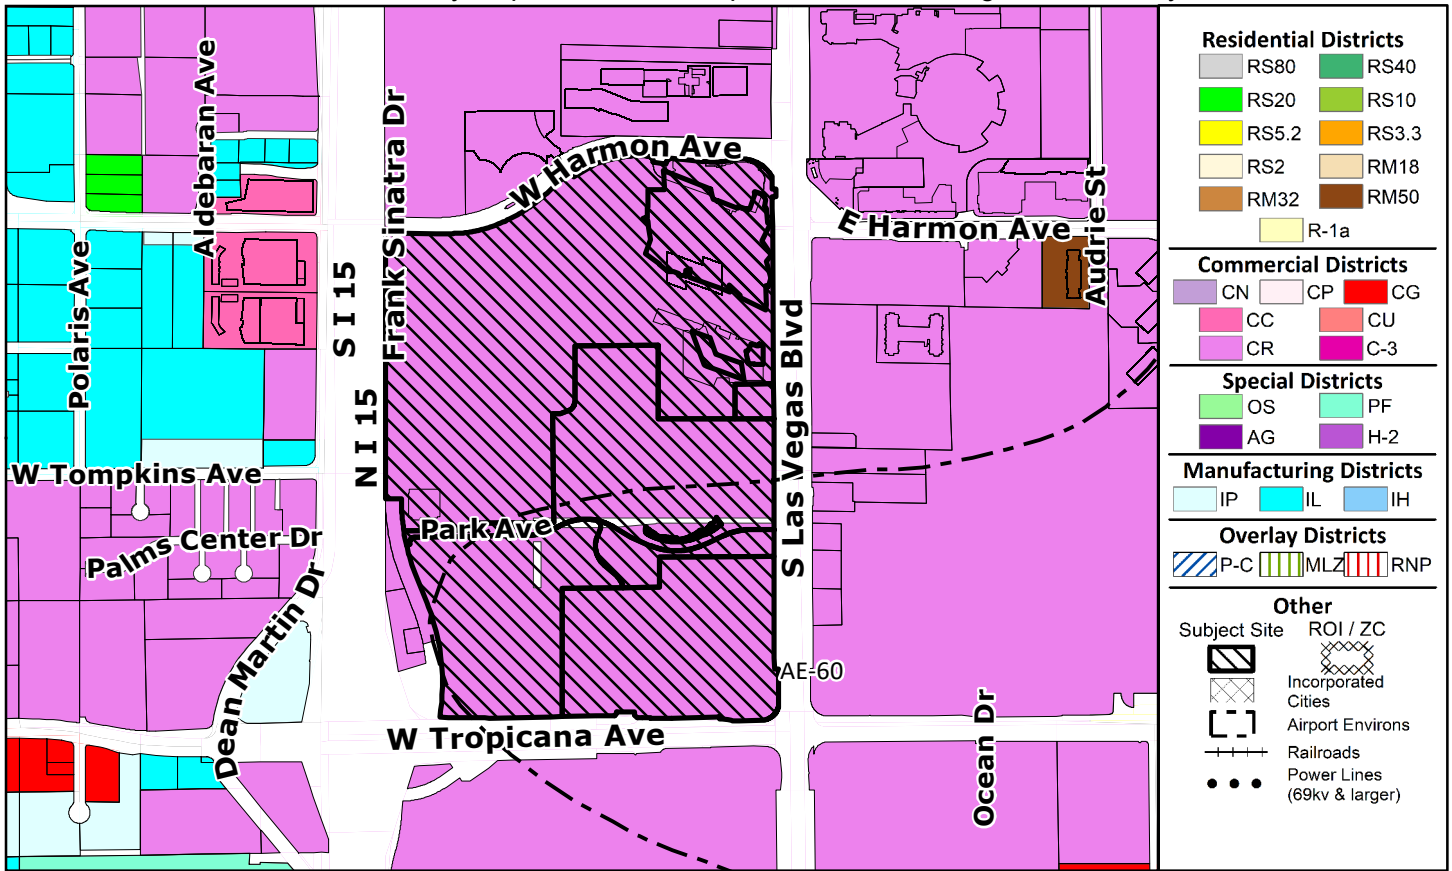 Aldebaran Ave
Frank Sinatra Dr
W Harmon Ave
E Harmon Ave
Audrie St
Polaris Ave
S I 15
N I 15
S Las Vegas Blvd
W Tompkins Ave
Park Ave
Palms Center Dr
Dean Martin Dr
AE-60
W Tropicana Ave
Ocean Dr
Residential Districts
RS80 RS40
RS20 RS10
RS5.2 RS3.3
RS2 RM18
RM32 RM50
R-1a
Commercial Districts
CN CP CG
CC CU
CR C-3
Special Districts
OS PF
AG H-2
Manufacturing Districts
IP IL IH
Overlay Districts
P-C MLZ RNP
Other
Subject Site ROI / ZC
Incorporated
Cities
Airport Environs
Railroads
Power Lines
(69kv & larger)